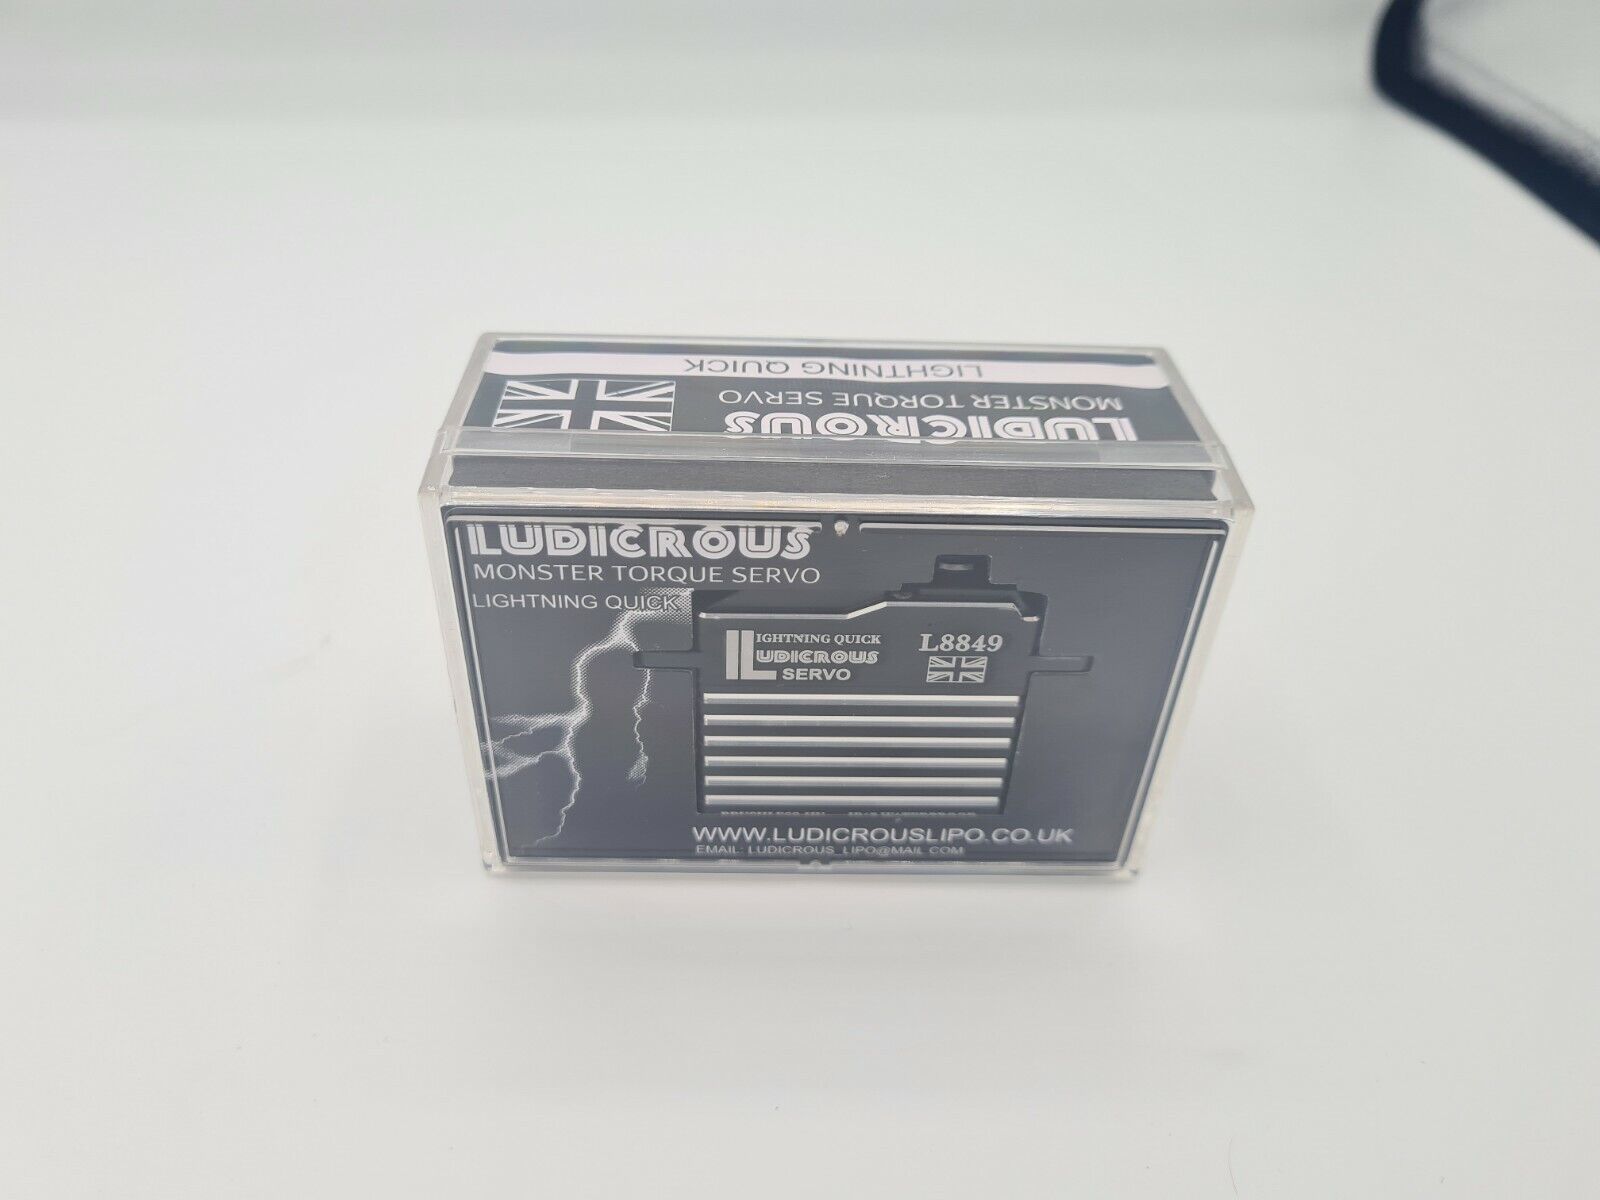 LIGHTNING QUICK
MONSTER TORQUE SERVO
LUDICROUS
LUDICROUS
MONSTER TORQUE SERVO
LIGHTNING QUICK
LIGHTNING QUICK
LUDICROUS
SERVO
L8849
WWW.LUDICROUSLIPO.CO.UK
EMAIL: LUDICROUS_LIPO@MAIL.COM